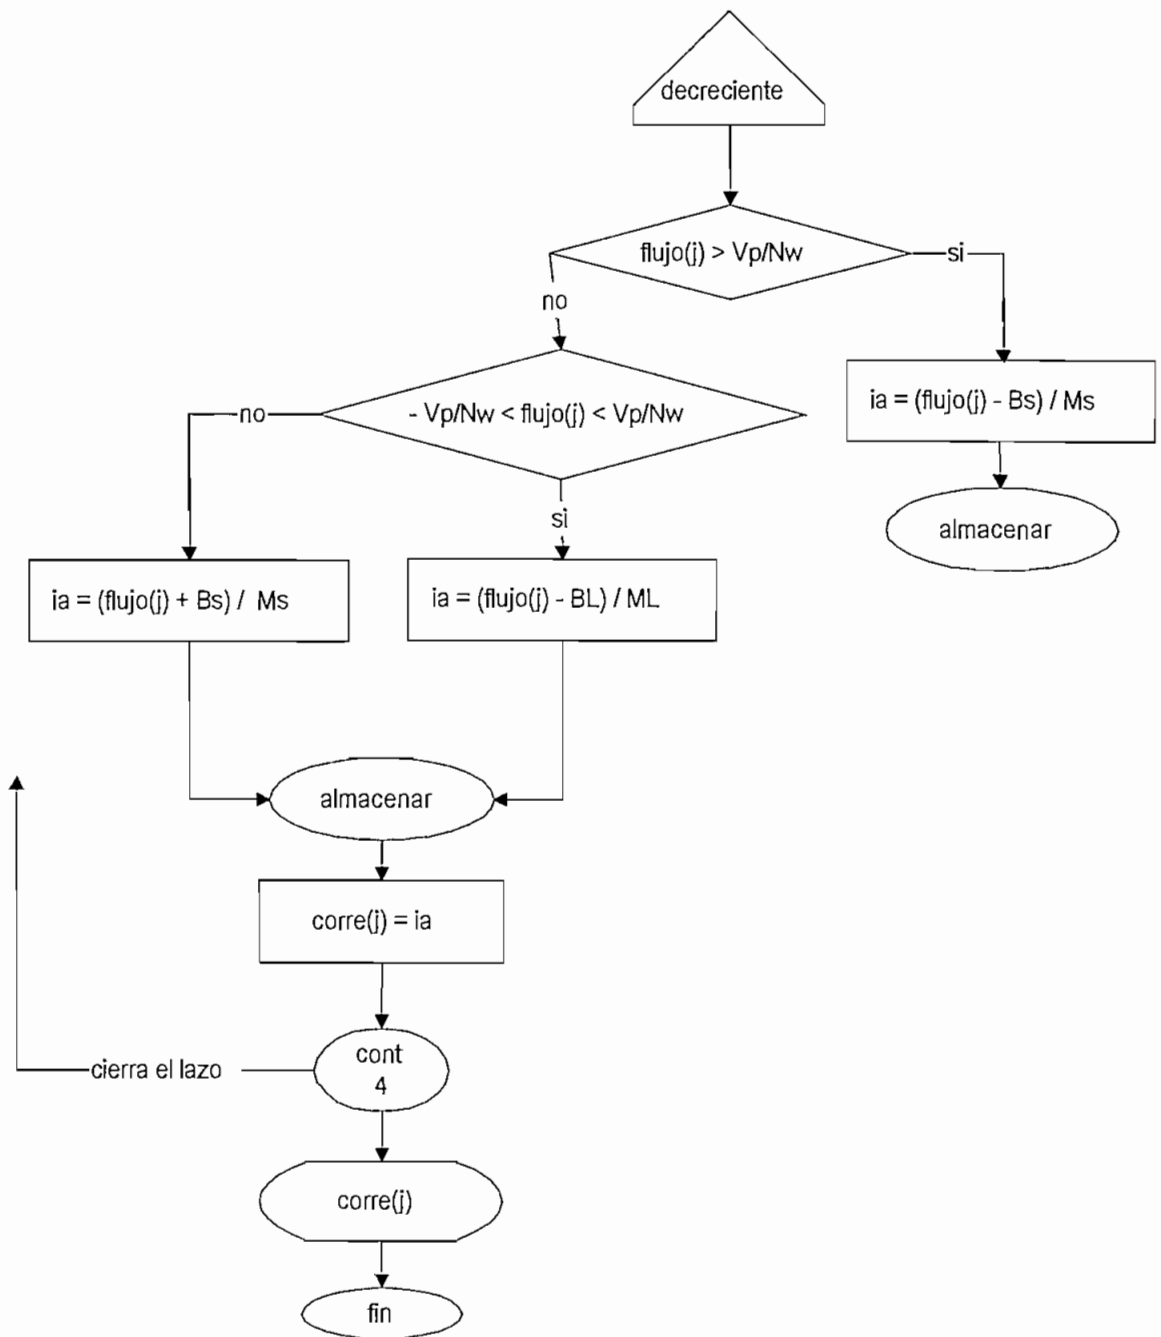 decreciente
flujo(j) > Vp/Nw
si
no
- Vp/Nw < flujo(j) < Vp/Nw
no
ia = (flujo(j) - Bs) / Ms
si
almacenar
ia = (flujo(j) + Bs) / Ms
ia = (flujo(j) - BL) / ML
almacenar
corre(j) = ia
cont
4
cierra el lazo
corre(j)
fin